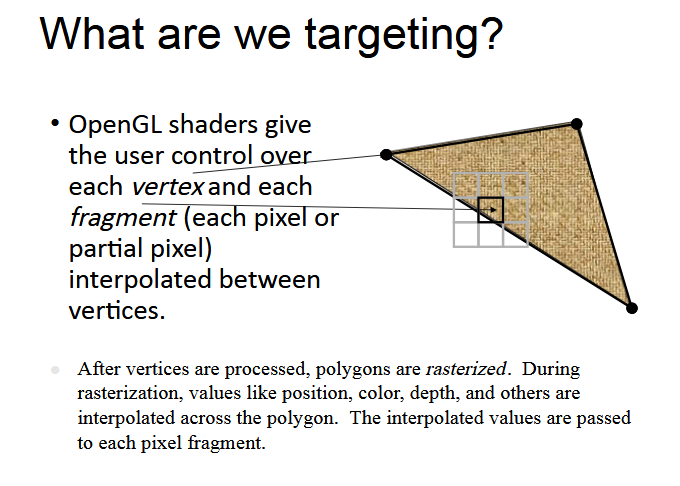 What are we targeting?
• OpenGL shaders give
the user control over
each vertex and each
fragment (each pixel or
partial pixel)
interpolated between
vertices.
• After vertices are processed, polygons are rasterized. During
rasterization, values like position, color, depth, and others are
interpolated across the polygon. The interpolated values are passed
to each pixel fragment.